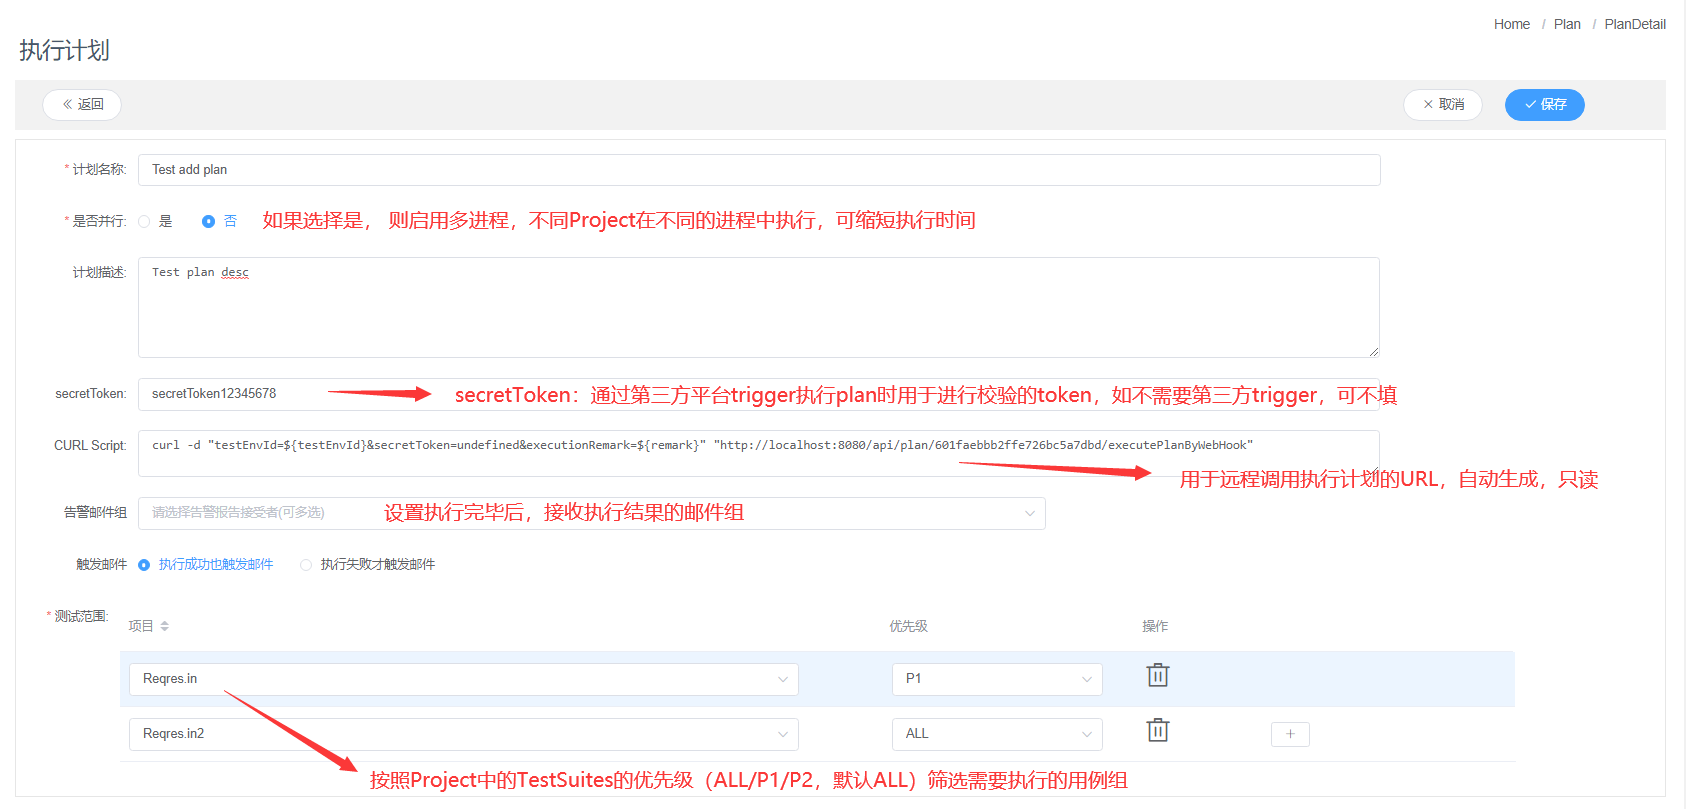 Home / Plan / PlanDetail
执行计划
返回 取消 保存
* 计划名称: Test add plan
* 是否并行: 是 否 如果选择是， 则启用多进程，不同Project在不同的进程中执行，可缩短执行时间
计划描述: Test plan desc
secretToken: secretToken12345678 secretToken：通过第三方平台trigger执行plan时用于进行校验的token，如不需要第三方trigger，可不填
CURL Script: curl -d "testEnvId=${testEnvId}&secretToken=undefined&executionRemark=${remark}" "http://localhost:8080/api/plan/601faebbb2ffe726bc5a7dbd/executePlanByWebHook"
用于远程调用执行计划的URL，自动生成，只读
告警邮件组 请选择告警报告接受者(可多选) 设置执行完毕后，接收执行结果的邮件组
触发邮件 执行成功也触发邮件 执行失败才触发邮件
* 测试范围:
项目 优先级 操作
Reqres.in P1
Reqres.in2 ALL +
按照Project中的TestSuites的优先级（ALL/P1/P2，默认ALL）筛选需要执行的用例组